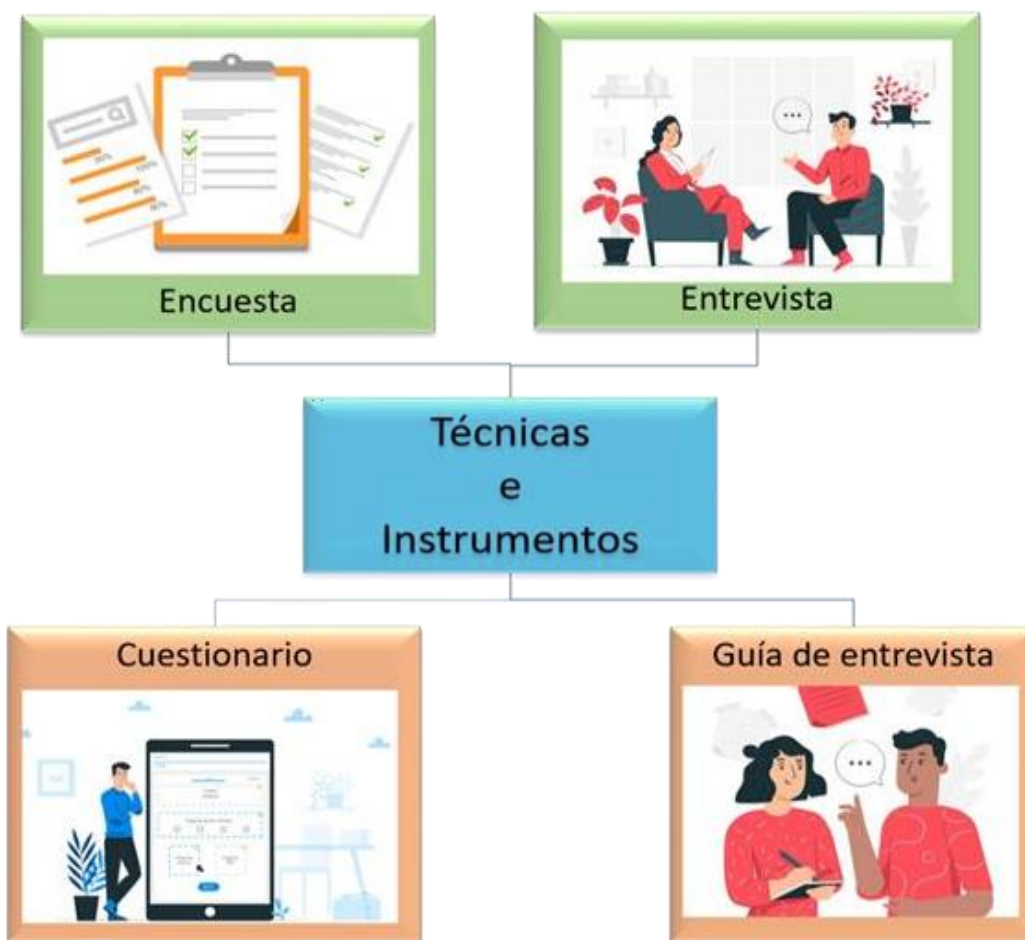 Encuesta
Entrevista
Técnicas
e
Instrumentos
Cuestionario
Guía de entrevista